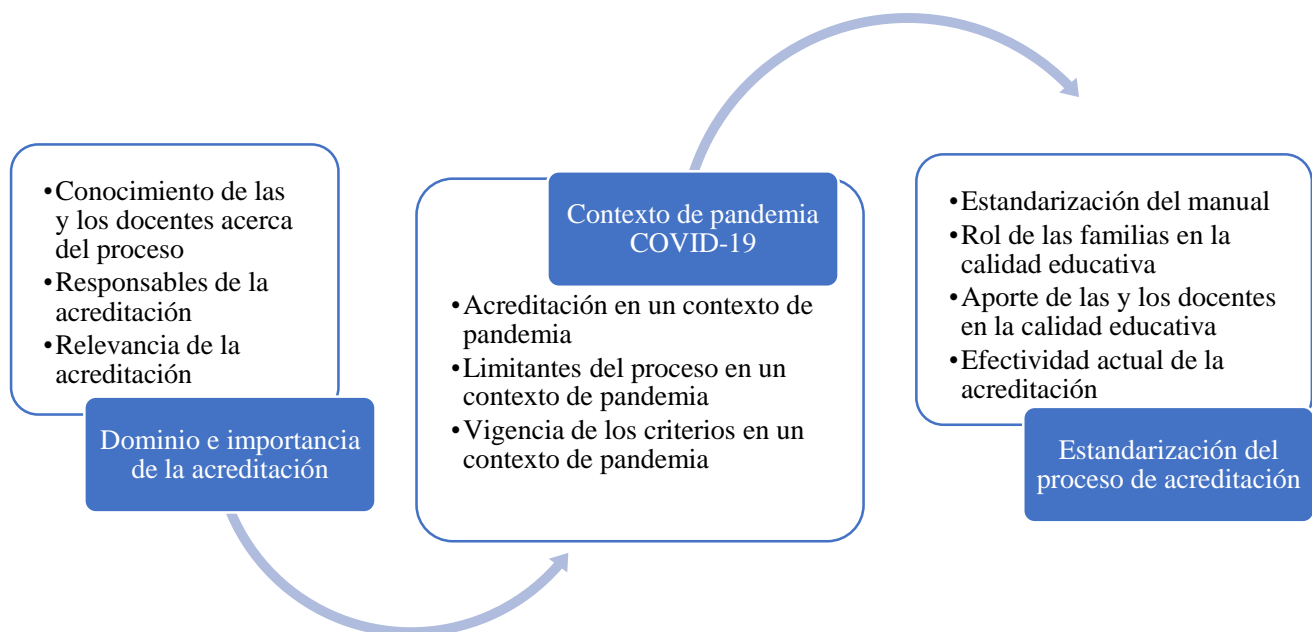 •Conocimiento de las
y los docentes acerca
del proceso
•Responsables de la
acreditación
•Relevancia de la
acreditación
Dominio e importancia
de la acreditación
Contexto de pandemia
COVID-19
•Acreditación en un contexto de
pandemia
•Limitantes del proceso en un
contexto de pandemia
•Vigencia de los criterios en un
contexto de pandemia
•Estandarización del manual
•Rol de las familias en la
calidad educativa
•Aporte de las y los docentes
en la calidad educativa
•Efectividad actual de la
acreditación
Estandarización del
proceso de acreditación